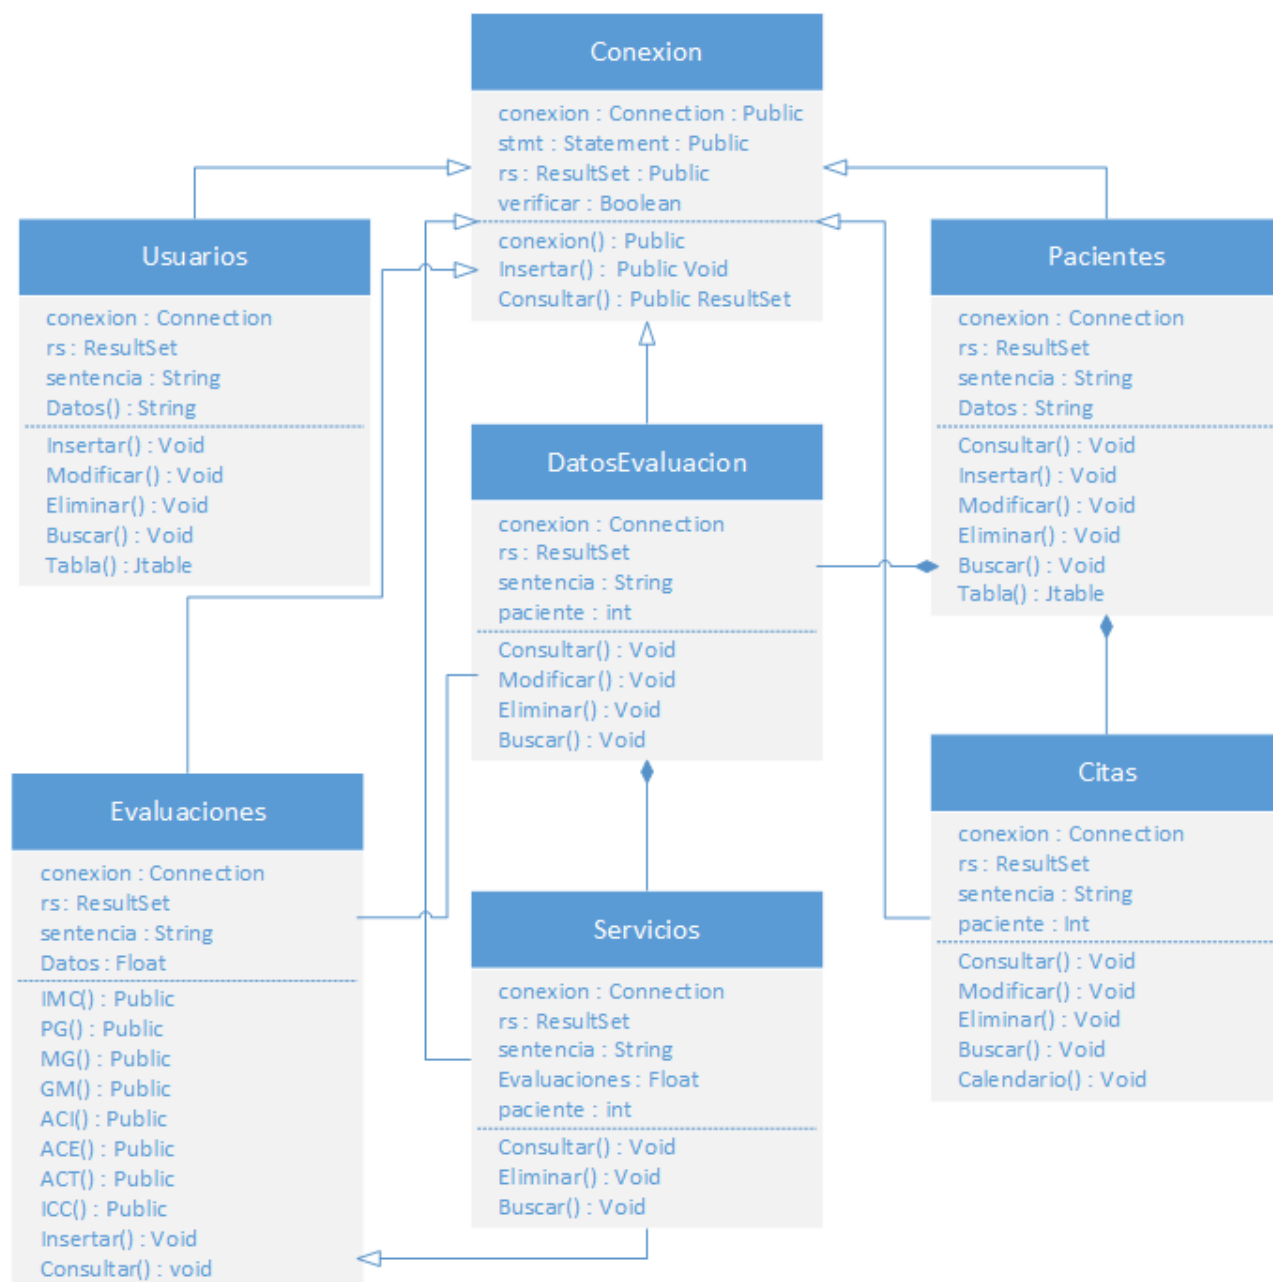 Conexion
conexion : Connection : Public
stmt : Statement : Public
rs : ResultSet : Public
verificar : Boolean
conexion() : Public
Insertar() : Public Void
Consultar() : Public ResultSet
Usuarios
conexion : Connection
rs : ResultSet
sentencia : String
Datos() : String
Insertar() : Void
Modificar() : Void
Eliminar() : Void
Buscar() : Void
Tabla() : Jtable
Pacientes
conexion : Connection
rs : ResultSet
sentencia : String
Datos : String
Consultar() : Void
Insertar() : Void
Modificar() : Void
Eliminar() : Void
Buscar() : Void
Tabla() : Jtable
DatosEvaluacion
conexion : Connection
rs : ResultSet
sentencia : String
paciente : int
Consultar() : Void
Modificar() : Void
Eliminar() : Void
Buscar() : Void
Evaluaciones
conexion : Connection
rs : ResultSet
sentencia : String
Datos : Float
IMC() : Public
PG() : Public
MG() : Public
GM() : Public
ACI() : Public
ACE() : Public
ACT() : Public
ICC() : Public
Insertar() : Void
Consultar() : void
Servicios
conexion : Connection
rs : ResultSet
sentencia : String
Evaluaciones : Float
paciente : int
Consultar() : Void
Eliminar() : Void
Buscar() : Void
Citas
conexion : Connection
rs : ResultSet
sentencia : String
paciente : Int
Consultar() : Void
Modificar() : Void
Eliminar() : Void
Buscar() : Void
Calendario() : Void